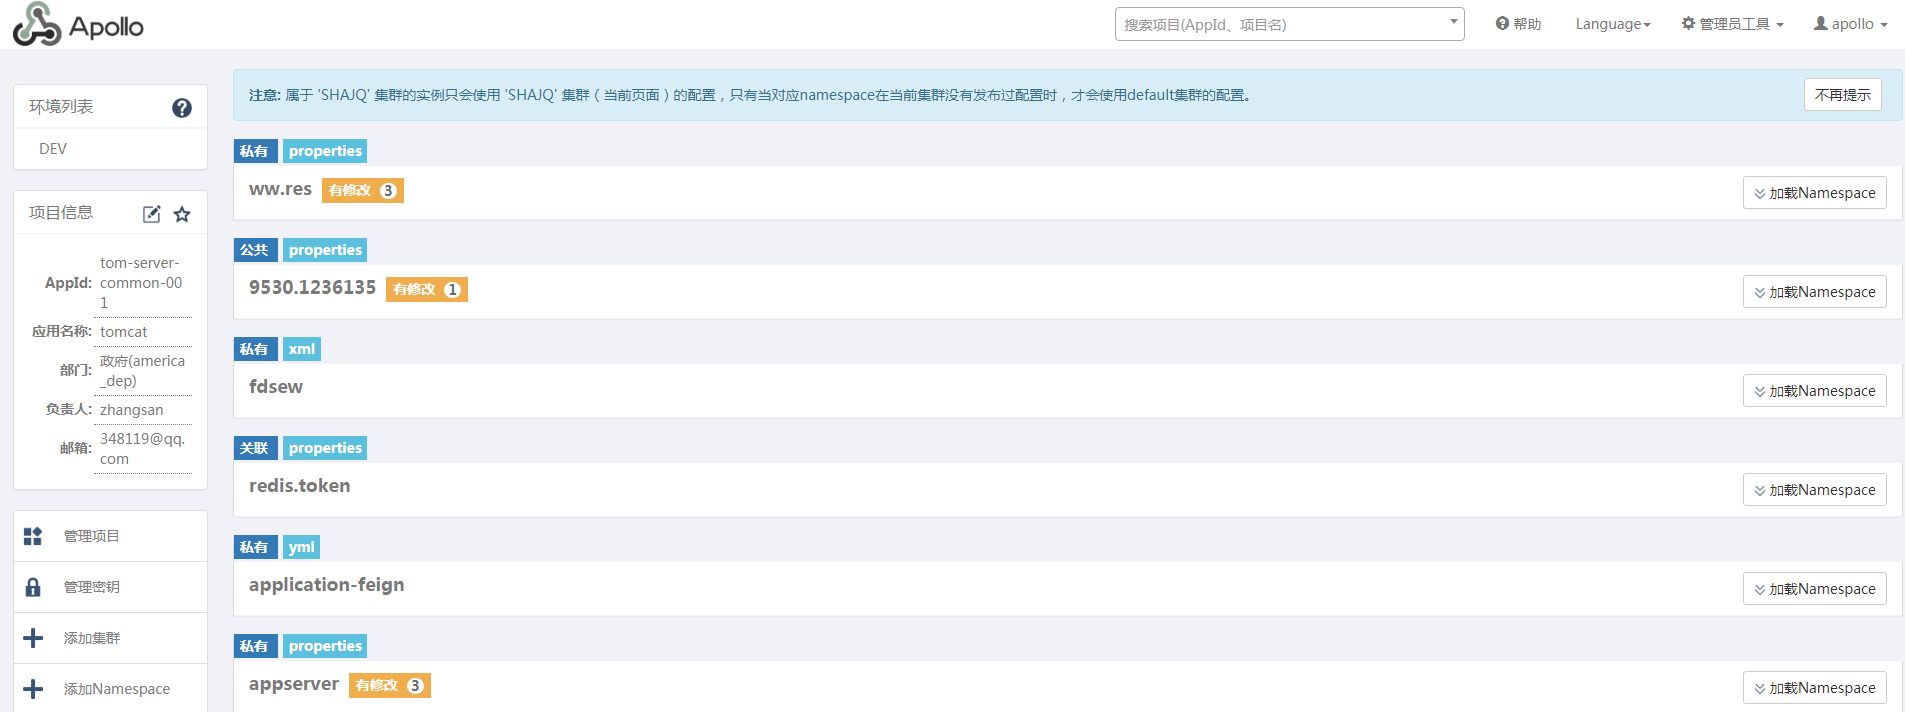 Apollo
搜索项目(AppId、项目名)
帮助
Language
管理员工具
apollo
环境列表
DEV
项目信息
AppId: tom-server-
common-00
1
应用名称: tomcat
部门: 政府(america
_dep)
负责人: zhangsan
邮箱: 348119@qq.
com
管理项目
管理密钥
添加集群
添加Namespace
注意: 属于 'SHAJQ' 集群的实例只会使用 'SHAJQ' 集群（当前页面）的配置，只有当对应namespace在当前集群没有发布过配置时，才会使用default集群的配置。
不再提示
私有 properties
ww.res 有修改 3
加载Namespace
公共 properties
9530.1236135 有修改 1
加载Namespace
私有 xml
fdsew
加载Namespace
关联 properties
redis.token
加载Namespace
私有 yml
application-feign
加载Namespace
私有 properties
appserver 有修改 3
加载Namespace